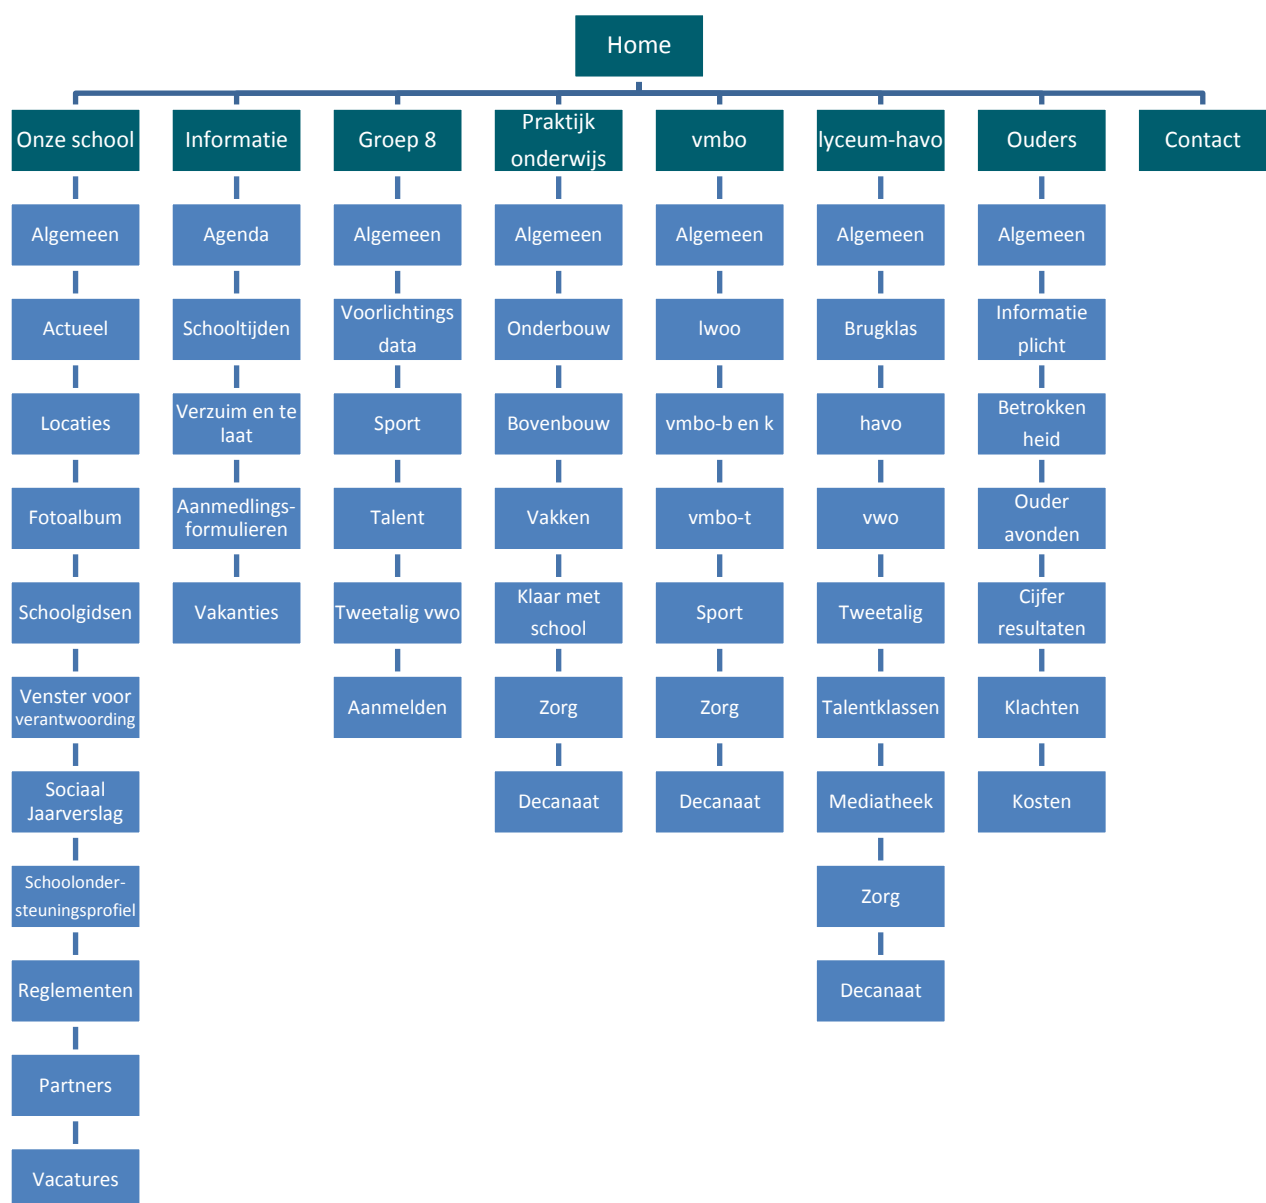 Home
Onze school
Informatie
Groep 8
Praktijk
onderwijs
vmbo
lyceum-havo
Ouders
Contact
Algemeen
Agenda
Algemeen
Algemeen
Algemeen
Algemeen
Algemeen
Actueel
Schooltijden
Voorlichtings
data
Onderbouw
lwoo
Brugklas
Informatie
plicht
Locaties
Verzuim en te
laat
Sport
Bovenbouw
vmbo-b en k
havo
Betrokken
heid
Fotoalbum
Aanmedlings-
formulieren
Talent
Vakken
vmbo-t
vwo
Ouder
avonden
Schoolgidsen
Vakanties
Tweetalig vwo
Klaar met
school
Sport
Tweetalig
Cijfer
resultaten
Venster voor
verantwoording
Aanmelden
Zorg
Zorg
Talentklassen
Klachten
Sociaal
Jaarverslag
Decanaat
Decanaat
Mediatheek
Kosten
Schoolonder-
steuningsprofiel
Zorg
Reglementen
Decanaat
Partners
Vacatures